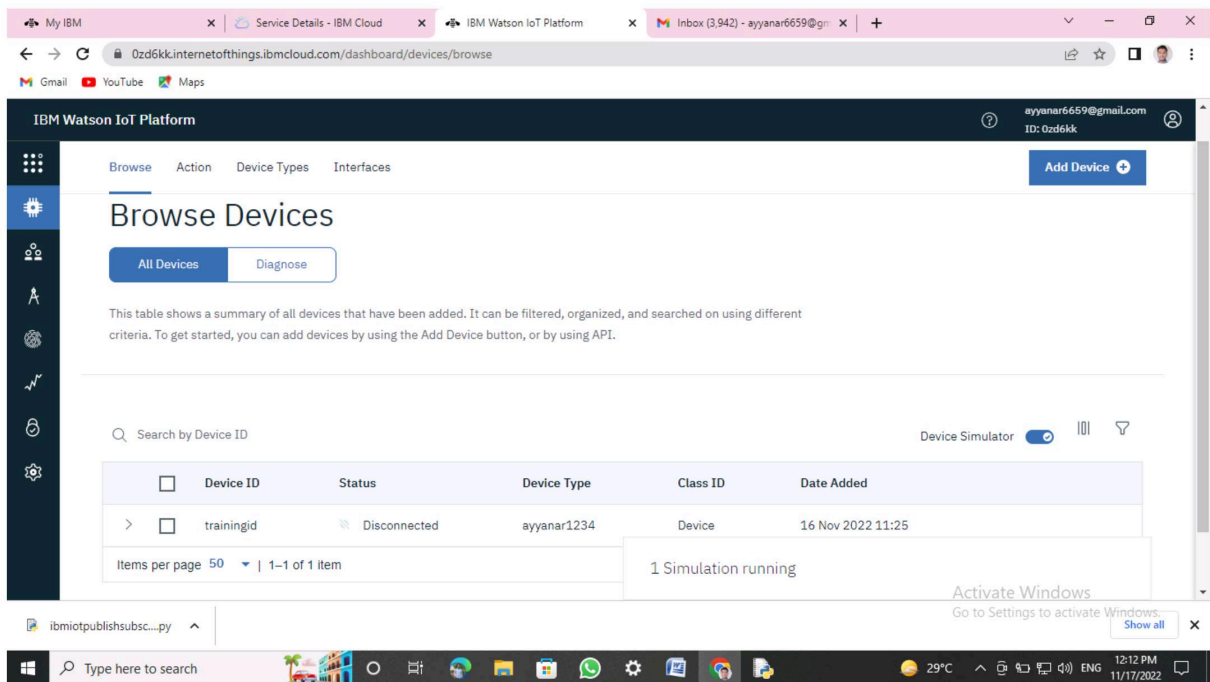 My IBM
Service Details - IBM Cloud
IBM Watson IoT Platform
Inbox (3,942) - ayyanar6659@gm
0zd6kk.internetofthings.ibmcloud.com/dashboard/devices/browse
Gmail YouTube Maps
IBM Watson IoT Platform
ayyanar6659@gmail.com
ID: 0zd6kk
Browse Action Device Types Interfaces
Add Device
Browse Devices
All Devices Diagnose
This table shows a summary of all devices that have been added. It can be filtered, organized, and searched on using different
criteria. To get started, you can add devices by using the Add Device button, or by using API.
Search by Device ID
Device Simulator
Device ID Status Device Type Class ID Date Added
trainingid Disconnected ayyanar1234 Device 16 Nov 2022 11:25
Items per page 50 | 1–1 of 1 item
1 Simulation running
Activate Windows
Go to Settings to activate Windows.
ibmiotpublishsubsc....py
Show all
Type here to search
29°C
ENG
12:12 PM
11/17/2022